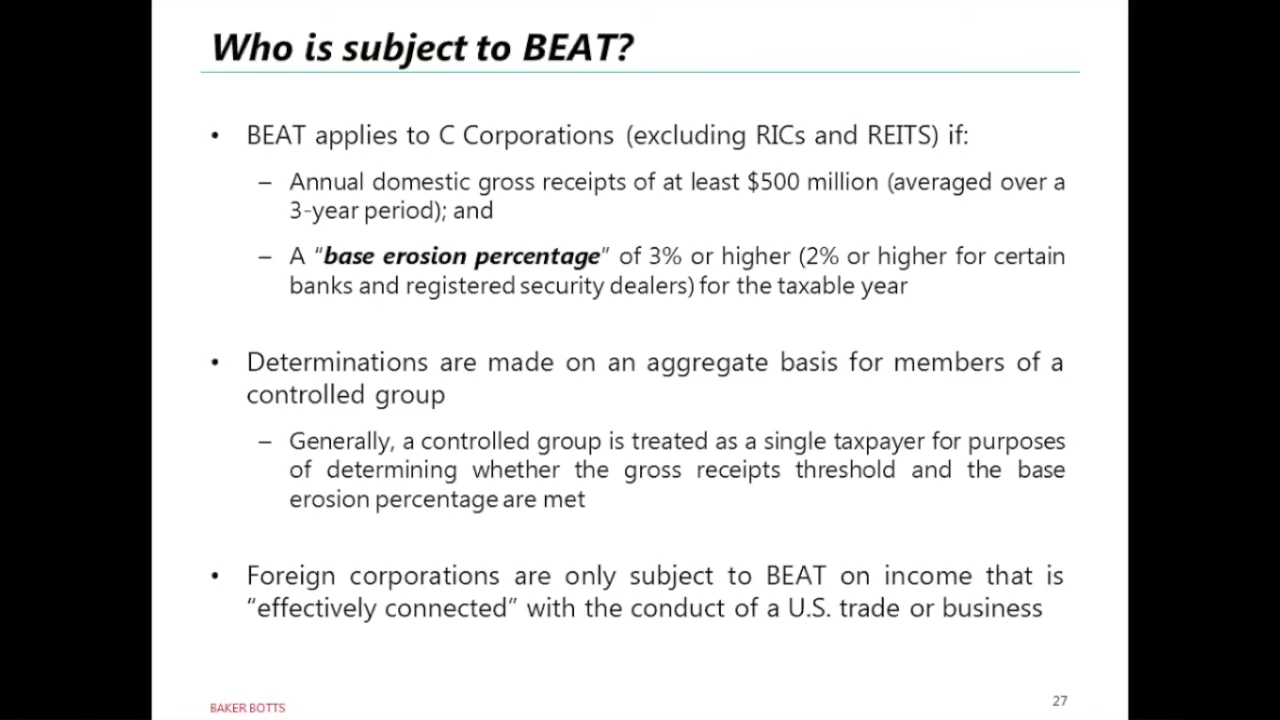 Who is subject to BEAT?
• BEAT applies to C Corporations (excluding RICs and REITS) if:
– Annual domestic gross receipts of at least $500 million (averaged over a
3-year period); and
– A “base erosion percentage” of 3% or higher (2% or higher for certain
banks and registered security dealers) for the taxable year
• Determinations are made on an aggregate basis for members of a
controlled group
– Generally, a controlled group is treated as a single taxpayer for purposes
of determining whether the gross receipts threshold and the base
erosion percentage are met
• Foreign corporations are only subject to BEAT on income that is
“effectively connected” with the conduct of a U.S. trade or business
BAKER BOTTS
27